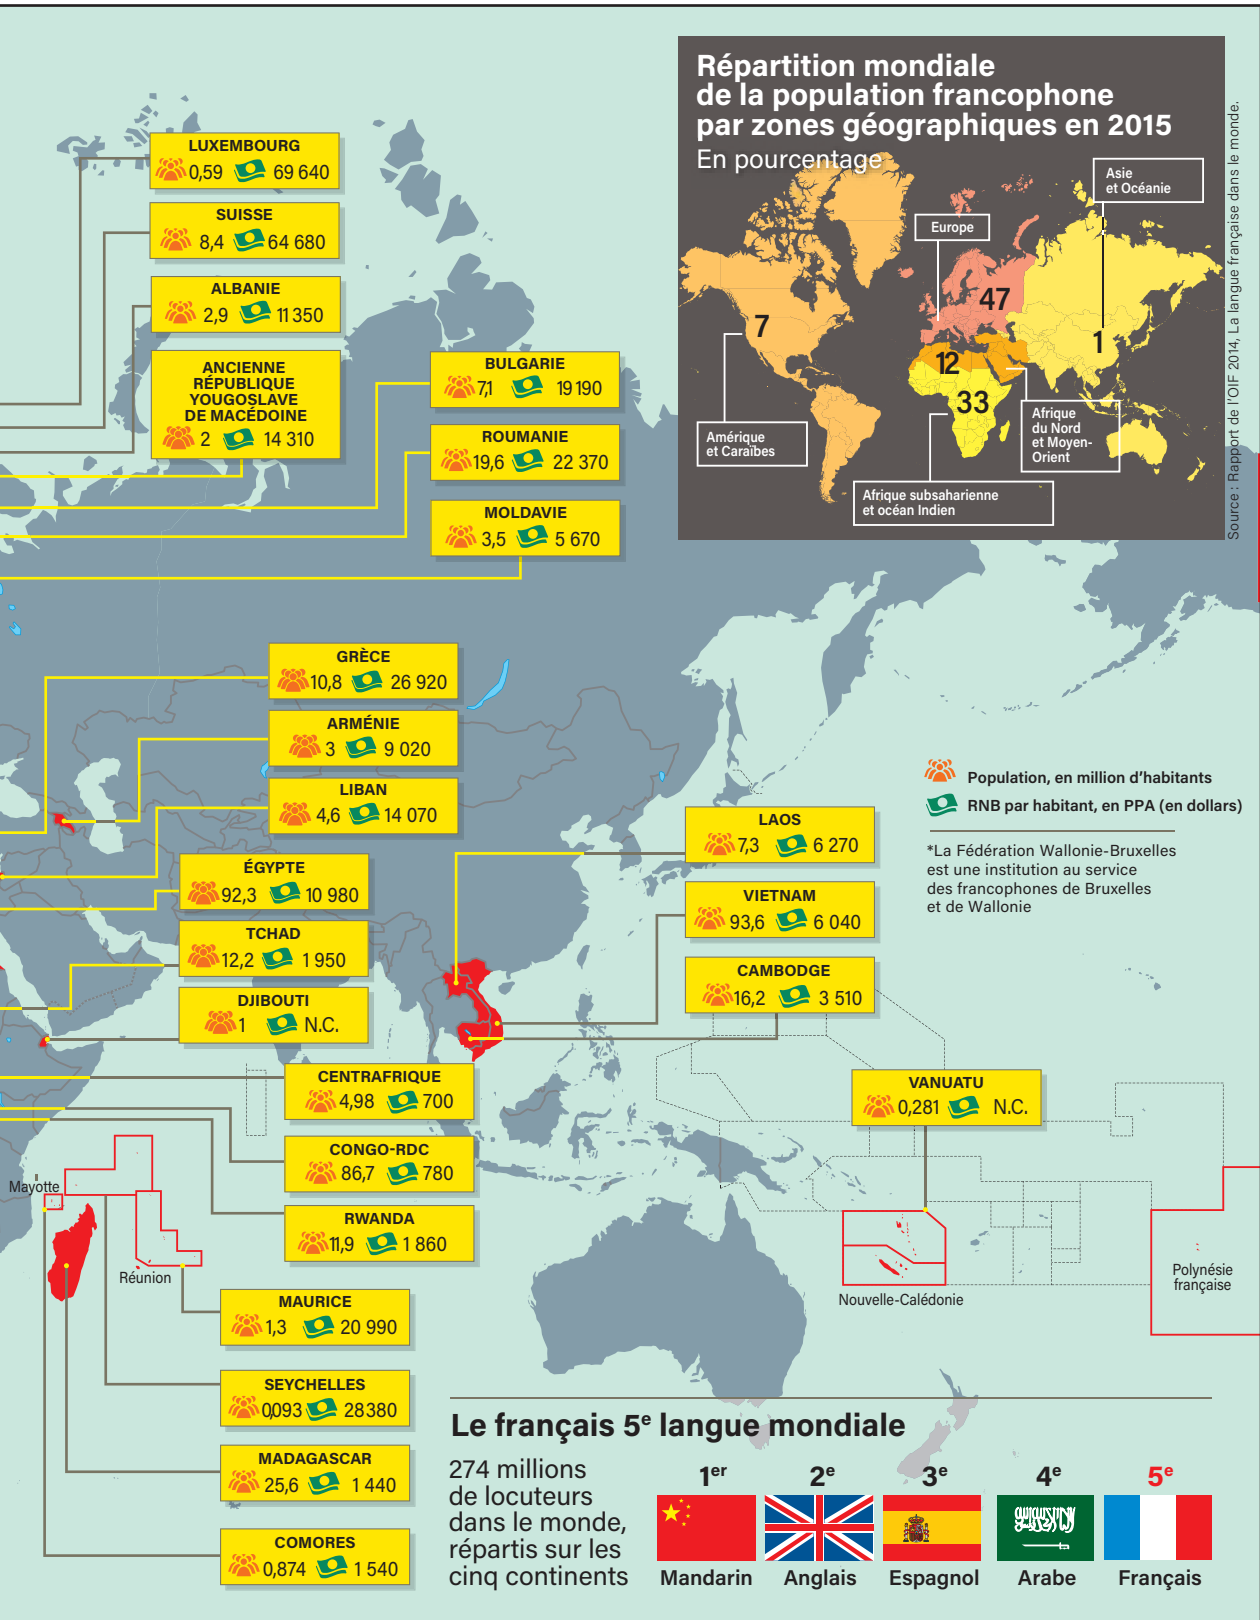 Répartition mondiale
de la population francophone
par zones géographiques en 2015
En pourcentage
Asie
et Océanie
Europe
47
7
1
12
33
Amérique
et Caraïbes
Afrique
du Nord
et Moyen-
Orient
Afrique subsaharienne
et océan Indien
Source : Rapport de l'OIF 2014, La langue française dans le monde.
LUXEMBOURG
0,59 69 640
SUISSE
8,4 64 680
ALBANIE
2,9 11 350
ANCIENNE
RÉPUBLIQUE
YOUGOSLAVE
DE MACÉDOINE
2 14 310
BULGARIE
7,1 19 190
ROUMANIE
19,6 22 370
MOLDAVIE
3,5 5 670
GRÈCE
10,8 26 920
ARMÉNIE
3 9 020
LIBAN
4,6 14 070
ÉGYPTE
92,3 10 980
TCHAD
12,2 1 950
DJIBOUTI
1 N.C.
LAOS
7,3 6 270
VIETNAM
93,6 6 040
CAMBODGE
16,2 3 510
Population, en million d'habitants
RNB par habitant, en PPA (en dollars)
*La Fédération Wallonie-Bruxelles
est une institution au service
des francophones de Bruxelles
et de Wallonie
CENTRAFRIQUE
4,98 700
CONGO-RDC
86,7 780
RWANDA
11,9 1 860
VANUATU
0,281 N.C.
Mayotte
Réunion
Nouvelle-Calédonie
Polynésie
française
MAURICE
1,3 20 990
SEYCHELLES
0,093 28 380
MADAGASCAR
25,6 1 440
COMORES
0,874 1 540
Le français 5e langue mondiale
274 millions
de locuteurs
dans le monde,
répartis sur les
cinq continents
1er 2e 3e 4e 5e
Mandarin Anglais Espagnol Arabe Français